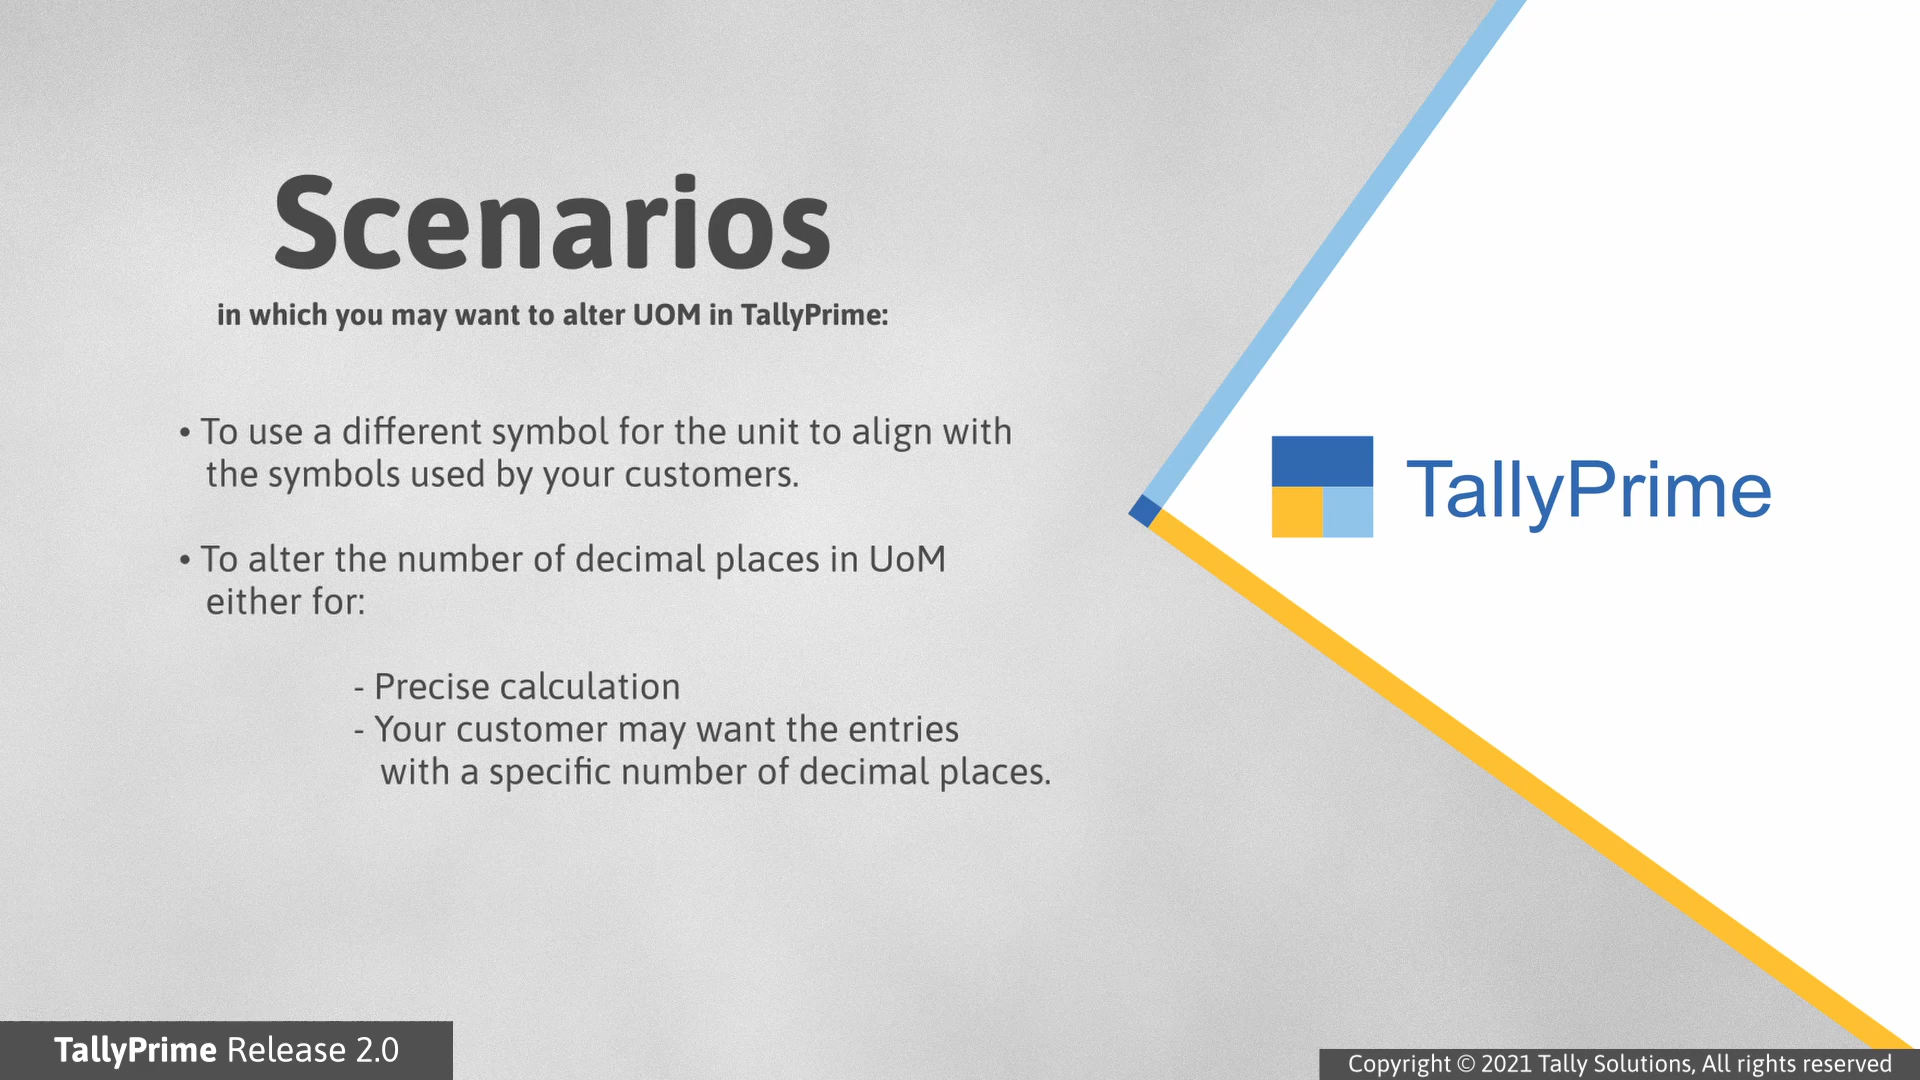 Scenarios
in which you may want to alter UOM in TallyPrime:
• To use a different symbol for the unit to align with
the symbols used by your customers.
• To alter the number of decimal places in UoM
either for:
- Precise calculation
- Your customer may want the entries
with a specific number of decimal places.
TallyPrime
TallyPrime Release 2.0
Copyright © 2021 Tally Solutions, All rights reserved